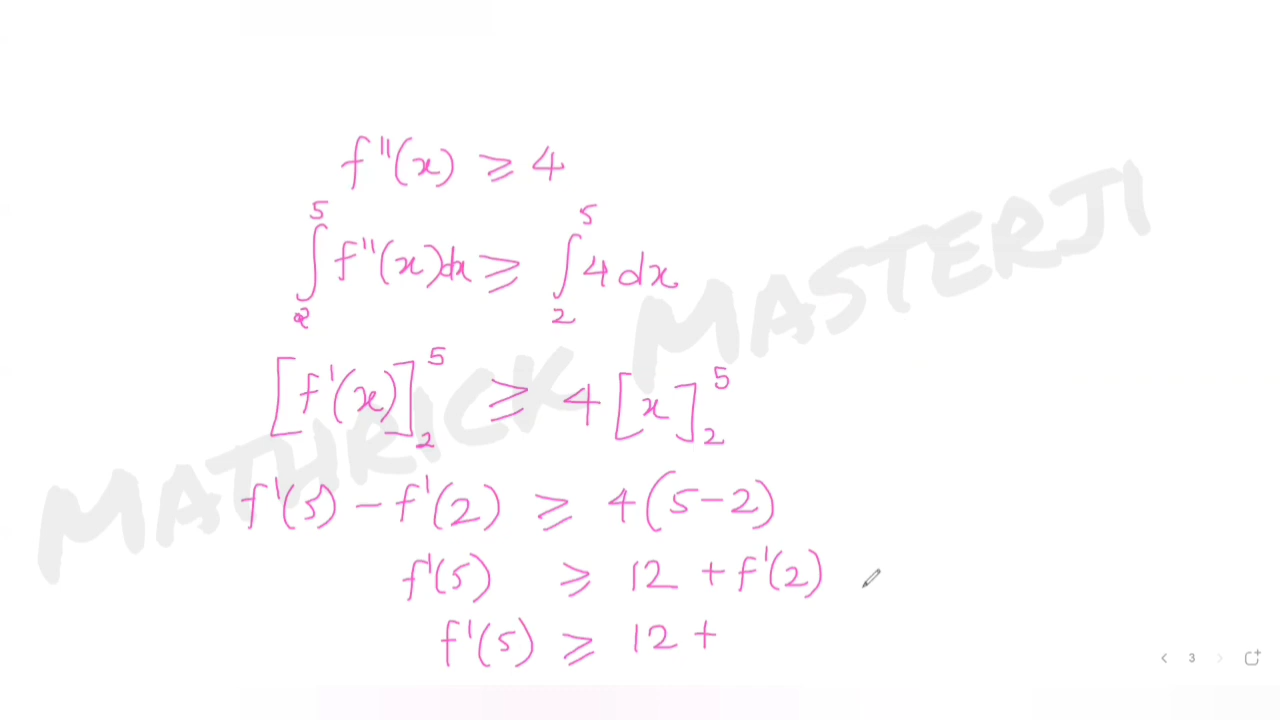 f''(x) ≥ 4
∫₂⁵ f''(x)dx ≥ ∫₂⁵ 4 dx
[f'(x)]₂⁵ ≥ 4[x]₂⁵
f'(5) - f'(2) ≥ 4(5-2)
f'(5) ≥ 12 + f'(2)
f'(5) ≥ 12 +
MATHRICK MASTERJI
< 3 >